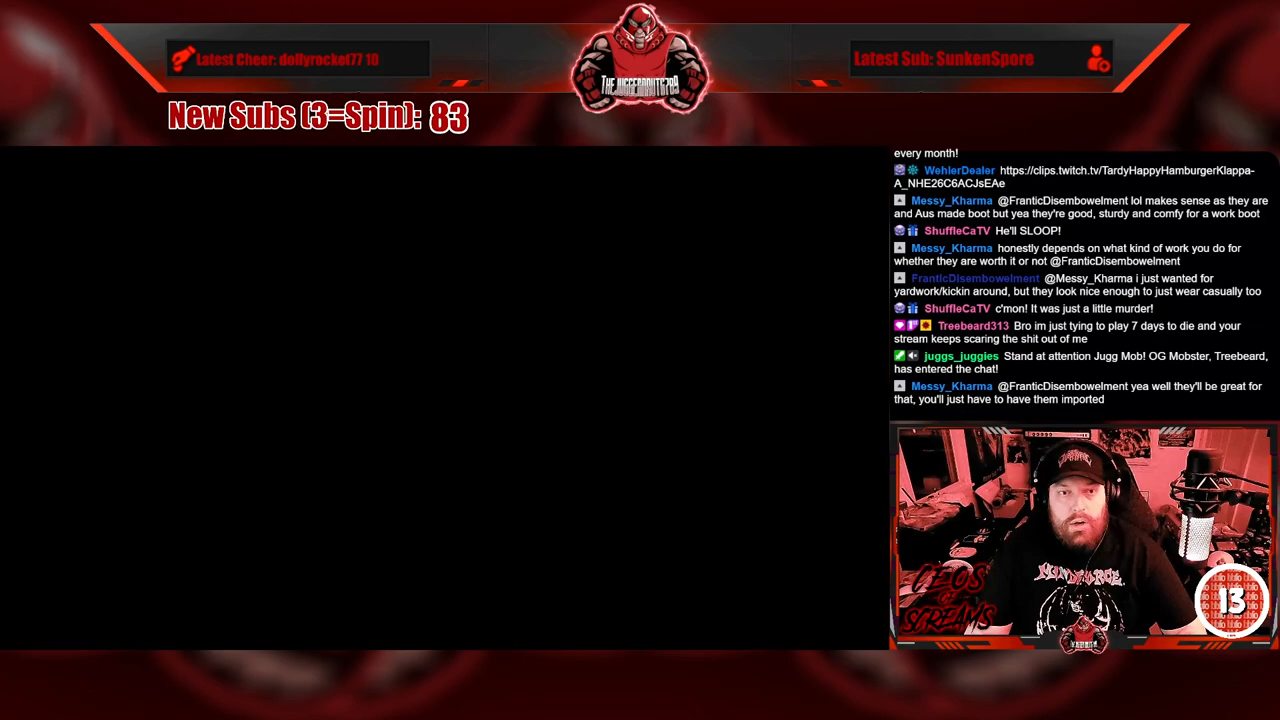 Latest Cheer: dollyrocket77 10
THEJUGGERNAUT6789
Latest Sub: SunkenSpore
New Subs (3=Spin): 83
every month!
WehlerDealer https://clips.twitch.tv/TardyHappyHamburgerKlappa-
A_NHE26C6ACJsEAe
Messy_Kharma @FranticDisembowelment lol makes sense as they are
and Aus made boot but yea they're good, sturdy and comfy for a work boot
ShuffleCaTV He'll SLOOP!
Messy_Kharma honestly depends on what kind of work you do for
whether they are worth it or not @FranticDisembowelment
FranticDisembowelment @Messy_Kharma i just wanted for
yardwork/kickin around, but they look nice enough to just wear casually too
ShuffleCaTV c'mon! It was just a little murder!
Treebeard313 Bro im just tying to play 7 days to die and your
stream keeps scaring the shit out of me
juggs_juggies Stand at attention Jugg Mob! OG Mobster, Treebeard,
has entered the chat!
Messy_Kharma @FranticDisembowelment yea well they'll be great for
that, you'll just have to have them imported
CEOS
OF
SCREAMS
MINDFORCE
13